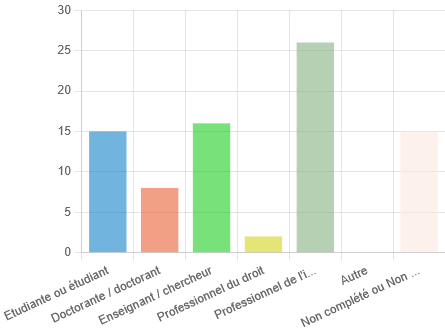 30
25
20
15
10
5
0
Etudiante ou étudiant
Doctorante / doctorant
Enseignant / chercheur
Professionnel du droit
Professionnel de l'i...
Autre
Non complété ou Non ...